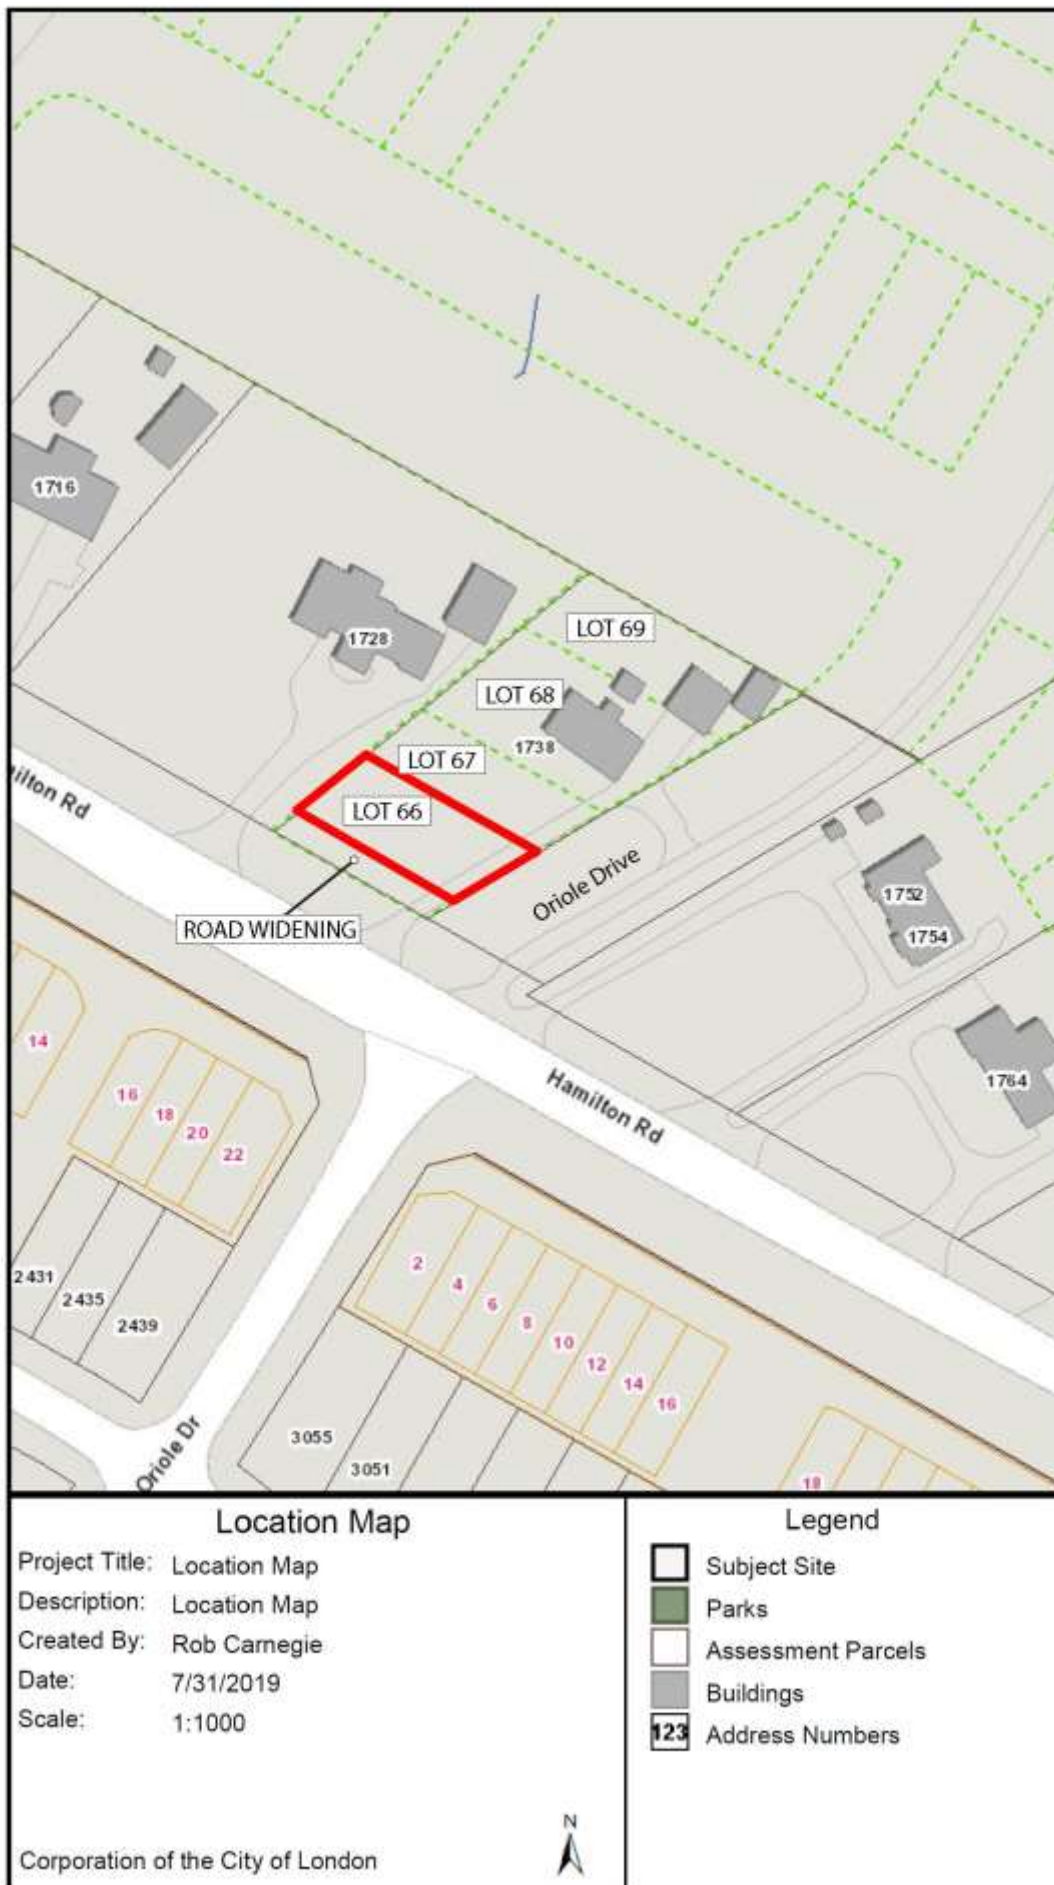 1716
1728
LOT 69
LOT 68
1738
LOT 67
LOT 66
milton Rd
Oriole Drive
ROAD WIDENING
1752
1754
1764
Hamilton Rd
14
16
18
20
22
2431
2435
2439
2
4
6
8
10
12
14
16
18
3055
3051
Oriole Dr
Location Map
Project Title: Location Map
Description: Location Map
Created By: Rob Carnegie
Date: 7/31/2019
Scale: 1:1000
N
Corporation of the City of London
Legend
Subject Site
Parks
Assessment Parcels
Buildings
123 Address Numbers